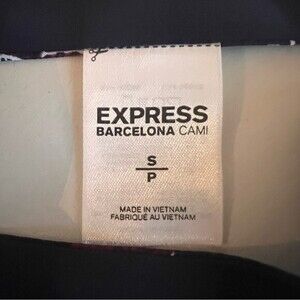 EXPRESS
BARCELONA CAMI
S
P
MADE IN VIETNAM
FABRIQUÉ AU VIETNAM